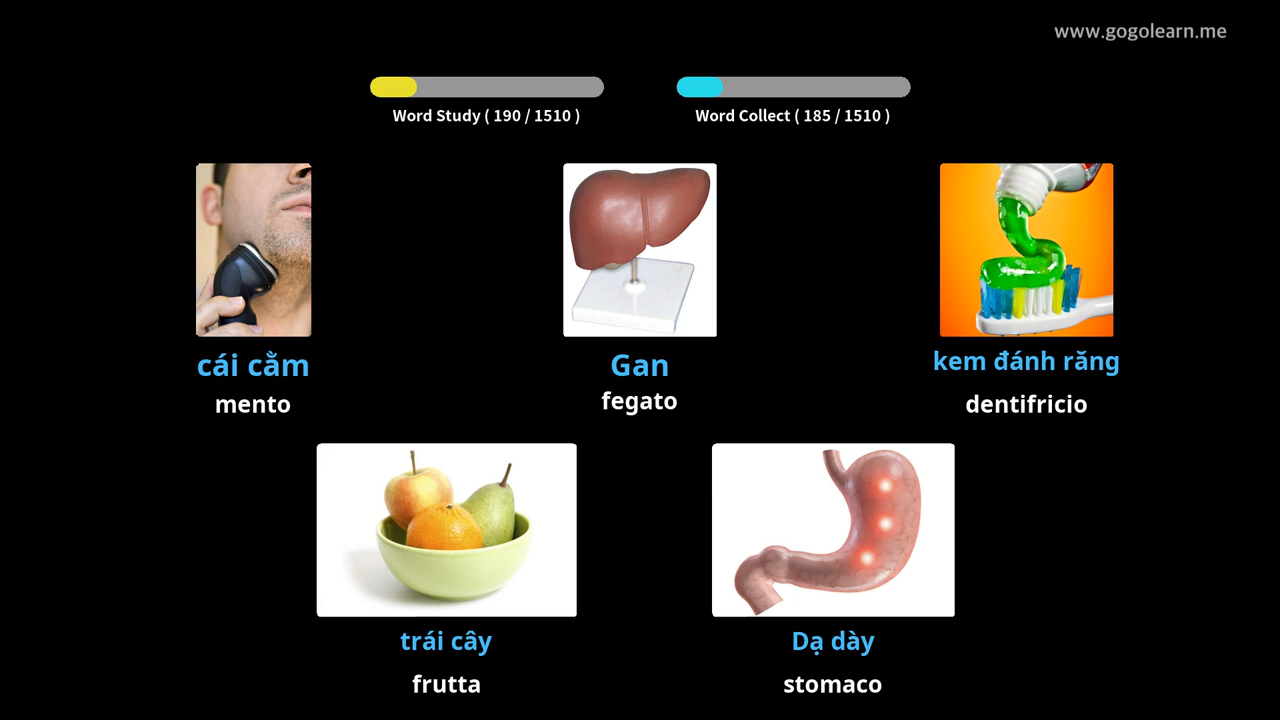 www.gogolearn.me
Word Study ( 190 / 1510 )
Word Collect ( 185 / 1510 )
cái cằm
mento
Gan
fegato
kem đánh răng
dentifricio
trái cây
frutta
Dạ dày
stomaco